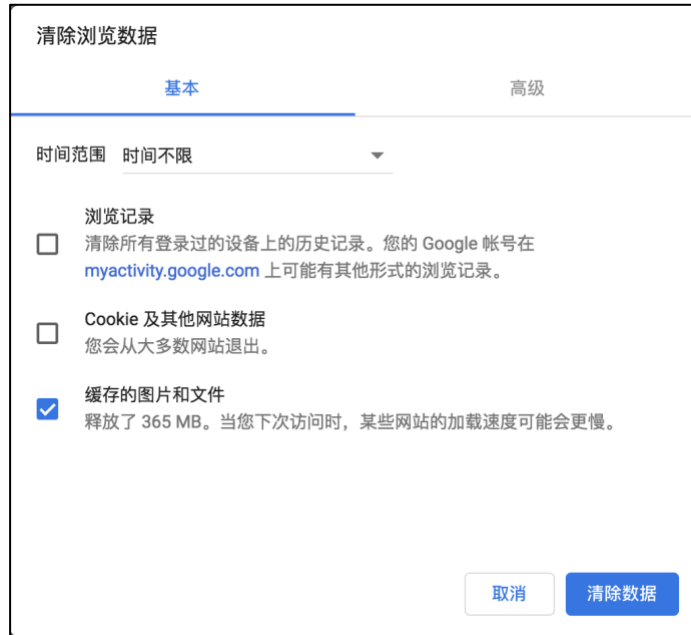 清除浏览数据
基本 高级
时间范围 时间不限
浏览记录
清除所有登录过的设备上的历史记录。您的 Google 帐号在
myactivity.google.com 上可能有其他形式的浏览记录。
Cookie 及其他网站数据
您会从大多数网站退出。
缓存的图片和文件
释放了 365 MB。当您下次访问时，某些网站的加载速度可能会更慢。
取消 清除数据